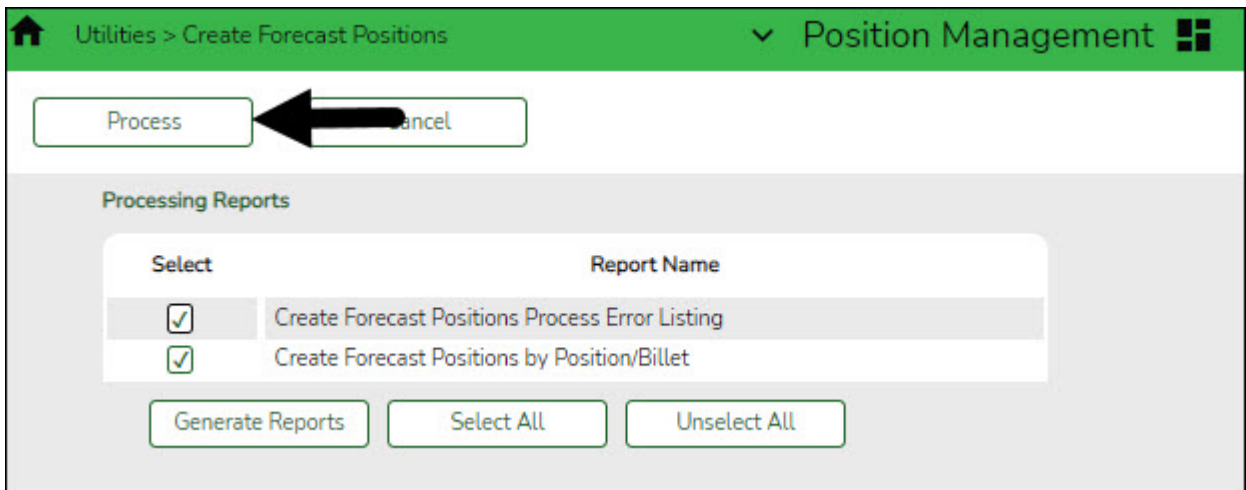 Utilities > Create Forecast Positions Position Management
Process Cancel
Processing Reports
Select Report Name
Create Forecast Positions Process Error Listing
Create Forecast Positions by Position/Billet
Generate Reports Select All Unselect All